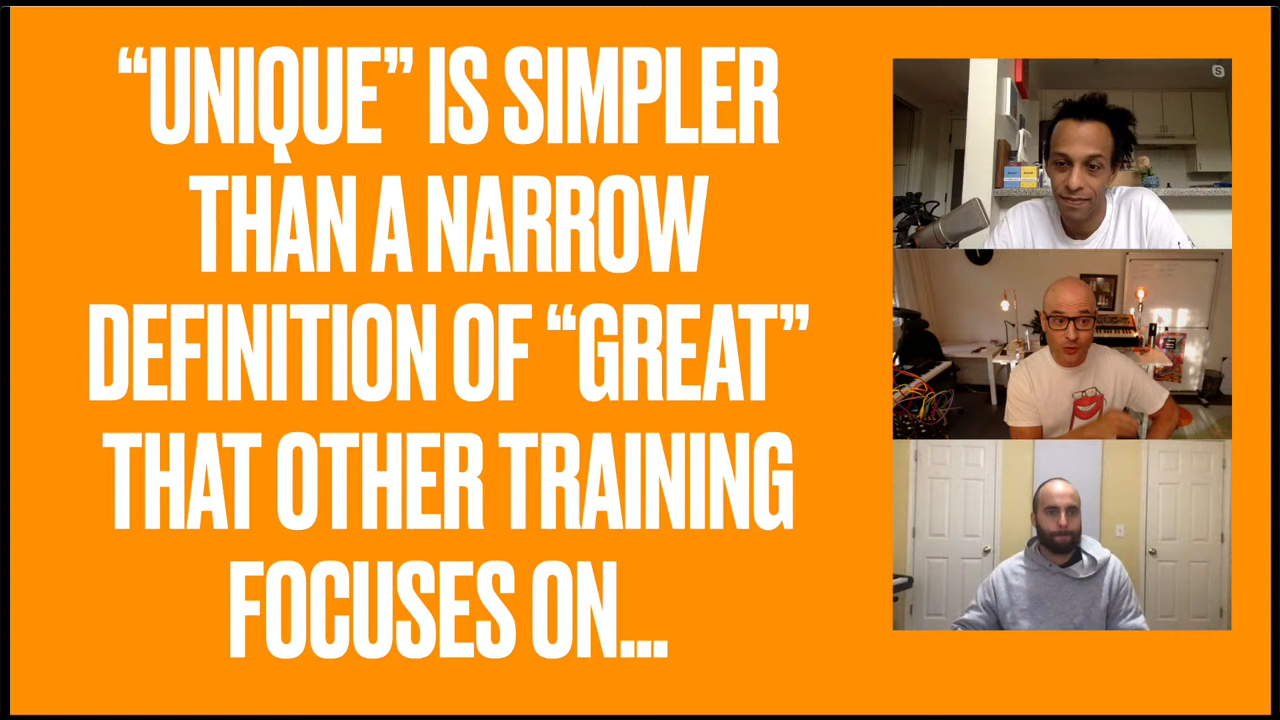 “UNIQUE” IS SIMPLER
THAN A NARROW
DEFINITION OF “GREAT”
THAT OTHER TRAINING
FOCUSES ON...